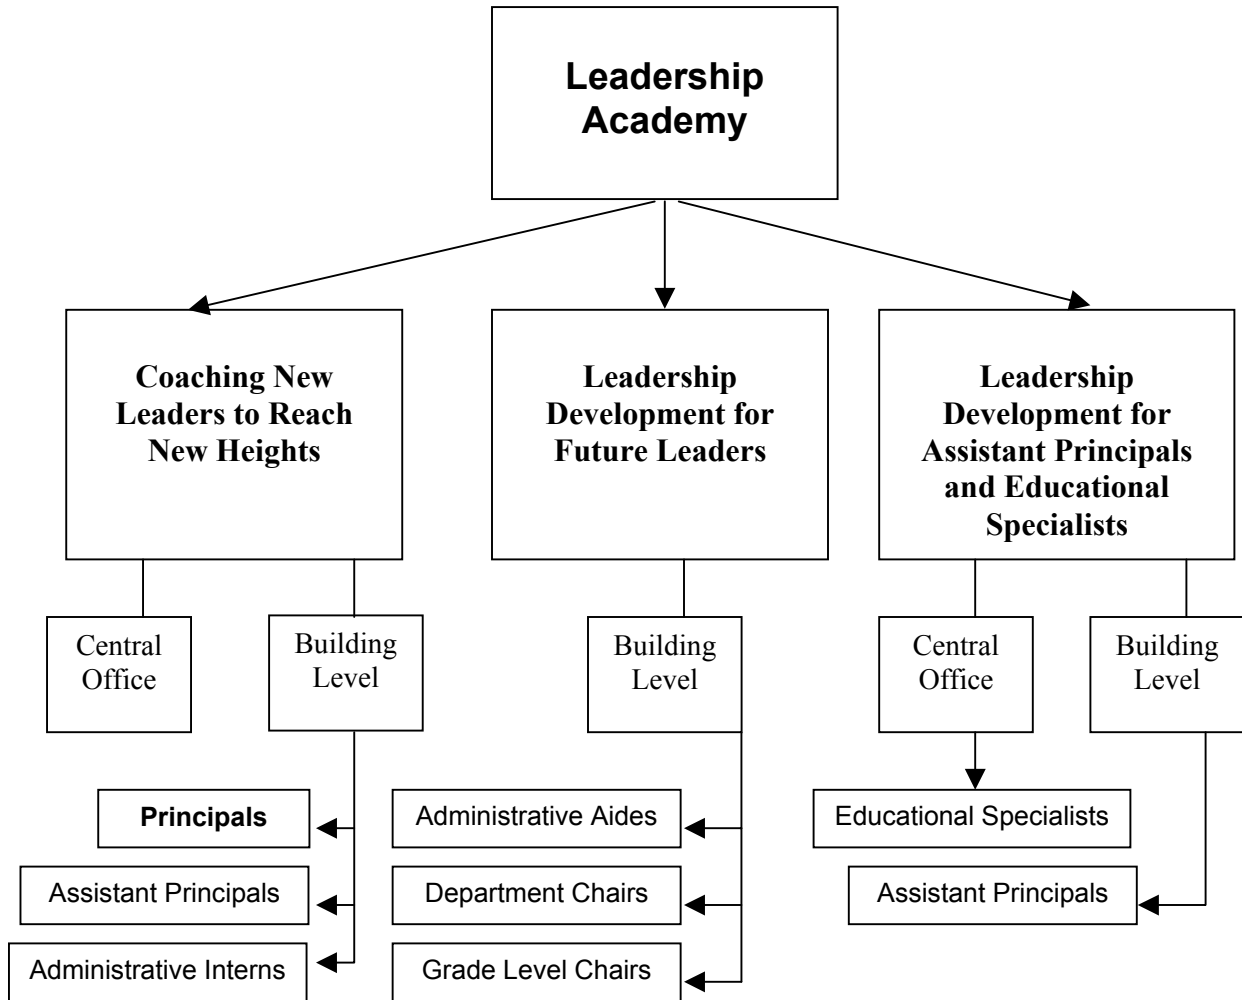 Leadership
Academy
Coaching New
Leaders to Reach
New Heights
Leadership
Development for
Future Leaders
Leadership
Development for
Assistant Principals
and Educational
Specialists
Central
Office
Building
Level
Building
Level
Central
Office
Building
Level
Principals
Assistant Principals
Administrative Interns
Administrative Aides
Department Chairs
Grade Level Chairs
Educational Specialists
Assistant Principals